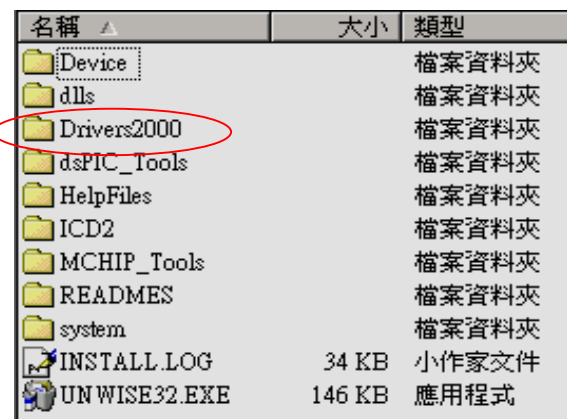 名稱 大小 類型
Device 檔案資料夾
dlls 檔案資料夾
Drivers2000 檔案資料夾
dsPIC_Tools 檔案資料夾
HelpFiles 檔案資料夾
ICD2 檔案資料夾
MCHIP_Tools 檔案資料夾
READMES 檔案資料夾
system 檔案資料夾
INSTALL.LOG 34 KB 小作家文件
UNWISE32.EXE 146 KB 應用程式